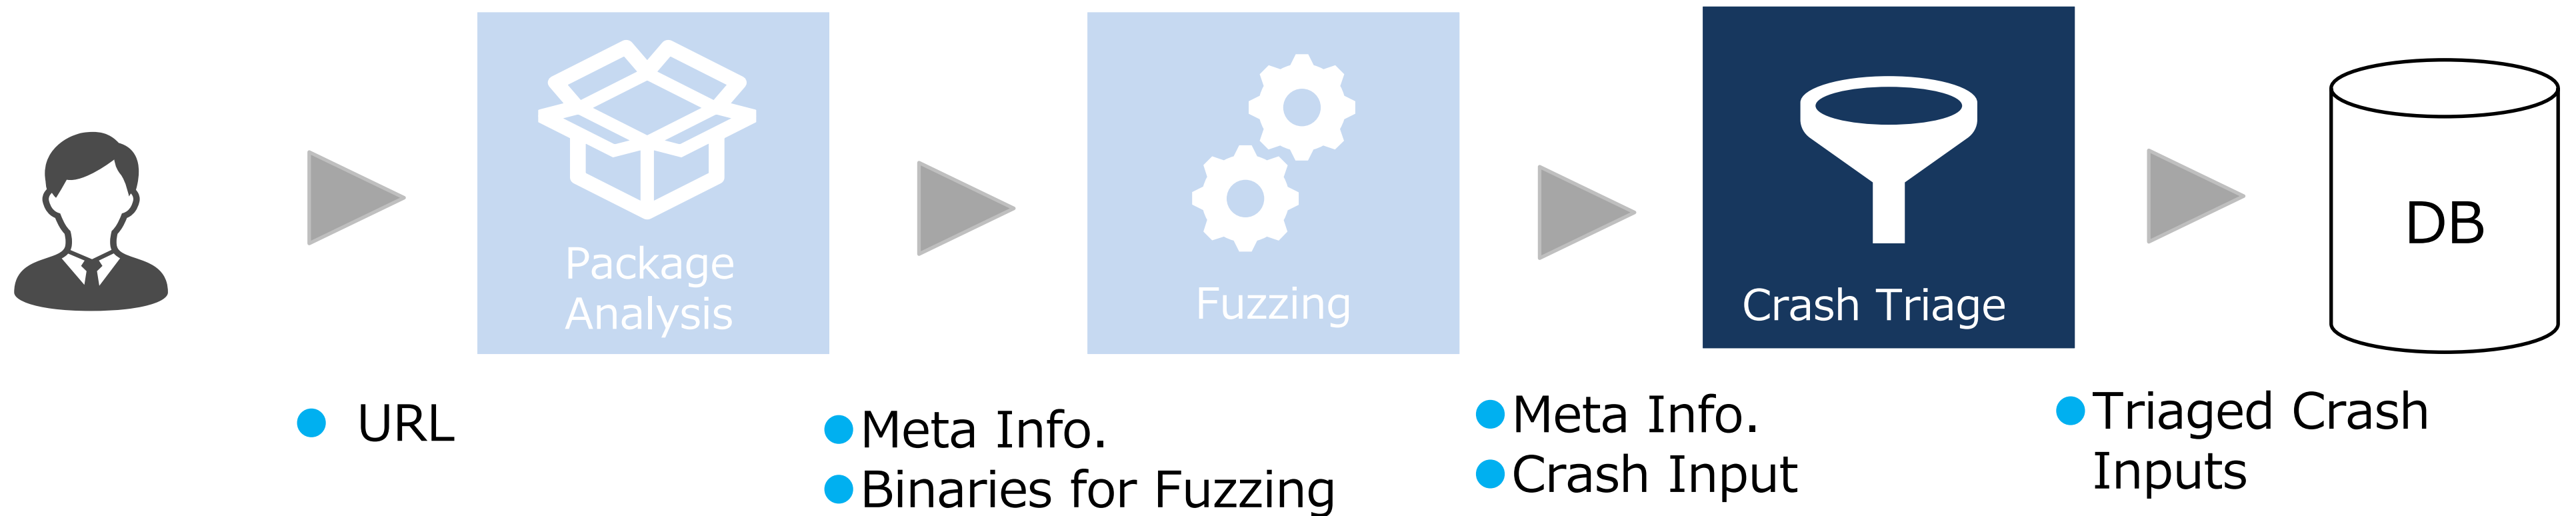 Package
Analysis
Fuzzing
Crash Triage
DB
URL
Meta Info.
Binaries for Fuzzing
Meta Info.
Crash Input
Triaged Crash
Inputs